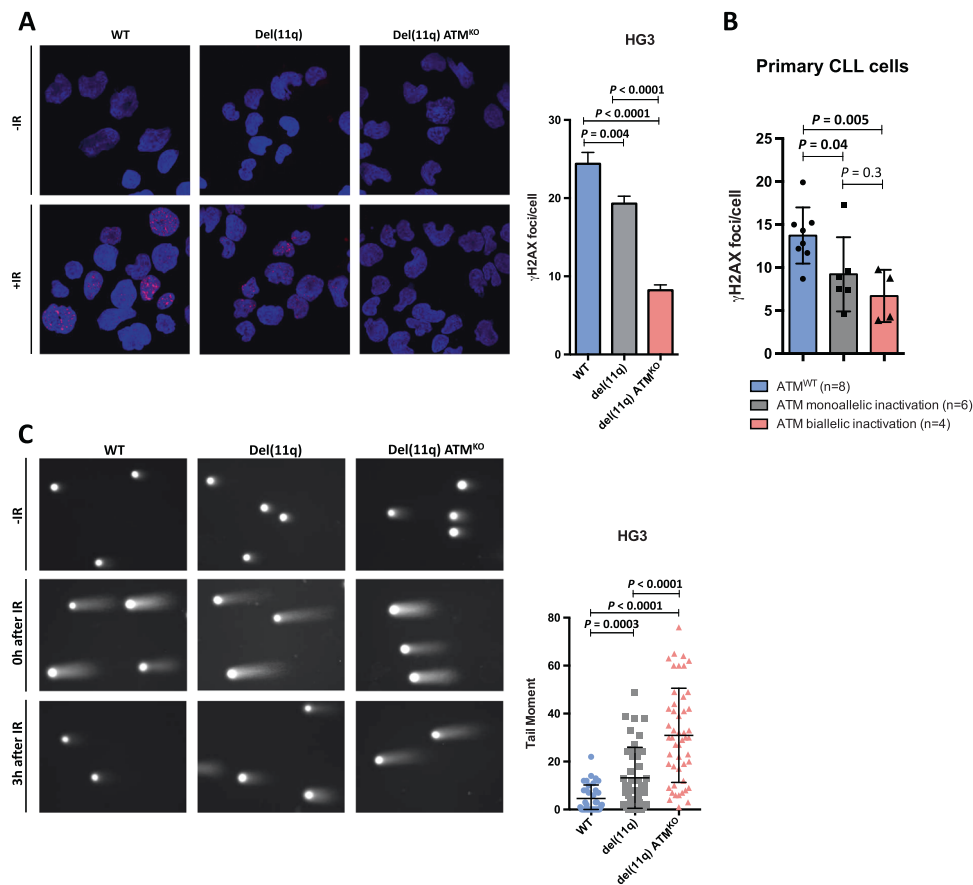 A
WT
Del(11q)
Del(11q) ATMKO
-IR
+IR
HG3
P < 0.0001
P < 0.0001
P = 0.004
30
20
10
0
γH2AX foci/cell
WT
del(11q)
del(11q) ATMKO
B
Primary CLL cells
P = 0.005
P = 0.04
P = 0.3
25
20
15
10
5
0
γH2AX foci/cell
ATMWT (n=8)
ATM monoallelic inactivation (n=6)
ATM biallelic inactivation (n=4)
C
WT
Del(11q)
Del(11q) ATMKO
-IR
0h after IR
3h after IR
HG3
P < 0.0001
P < 0.0001
P = 0.0003
80
60
40
20
0
Tail Moment
WT
del(11q)
del(11q) ATMKO